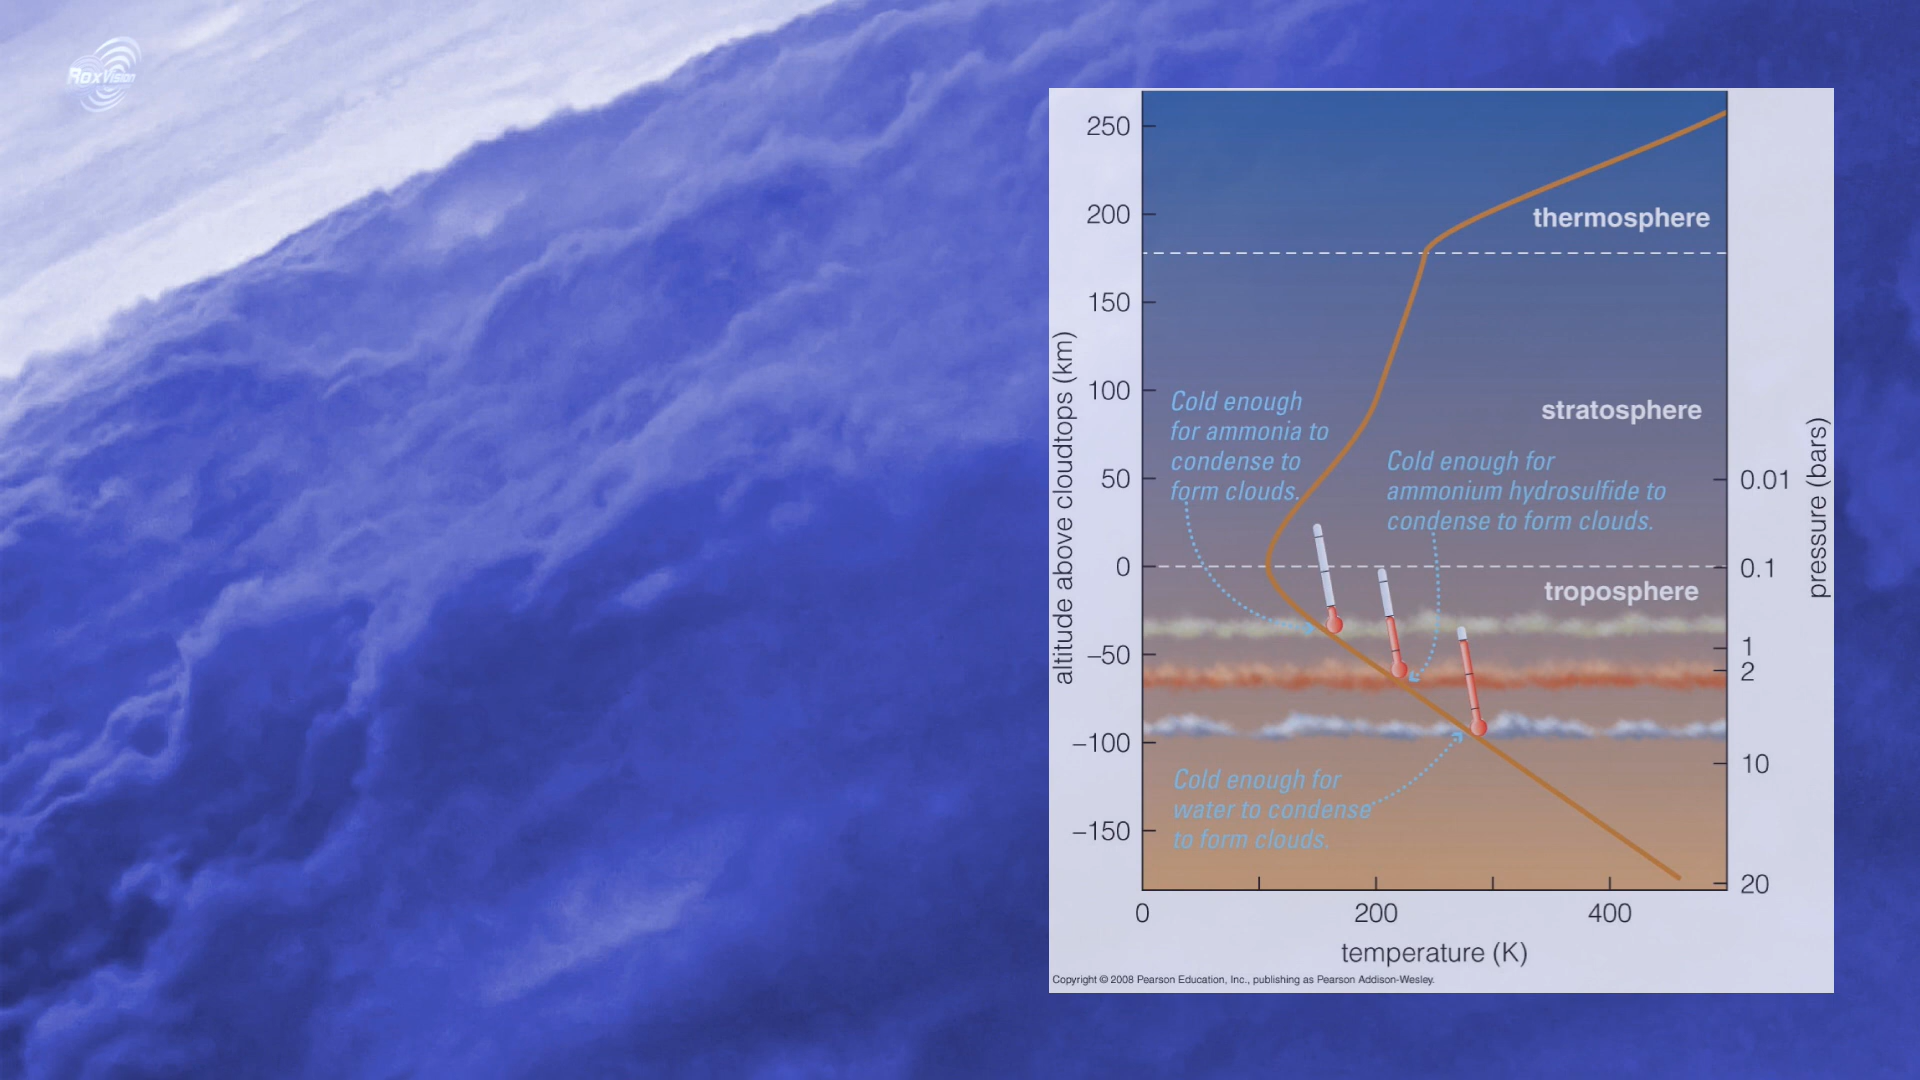 RoxVision
250
200
150
100
50
0
−50
−100
−150
altitude above cloudtops (km)
thermosphere
stratosphere
troposphere
Cold enough
for ammonia to
condense to
form clouds.
Cold enough for
ammonium hydrosulfide to
condense to form clouds.
Cold enough for
water to condense
to form clouds.
0.01
0.1
1
2
10
20
pressure (bars)
0
200
400
temperature (K)
Copyright © 2008 Pearson Education, Inc., publishing as Pearson Addison-Wesley.